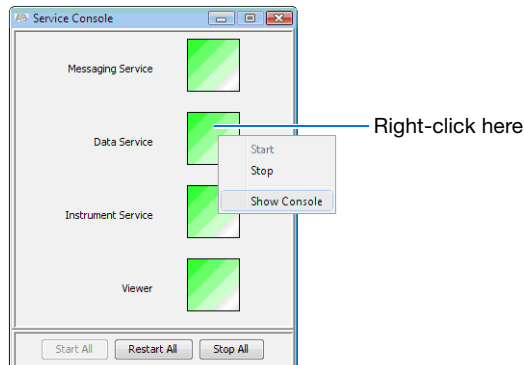 Service Console
Messaging Service
Data Service
Right-click here
Start
Stop
Show Console
Instrument Service
Viewer
Start All
Restart All
Stop All